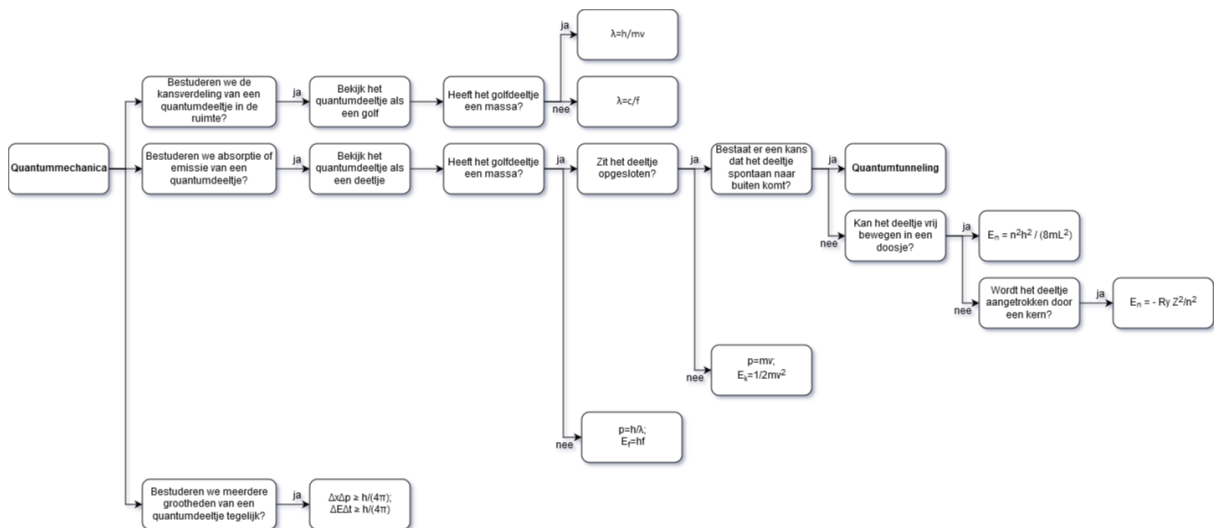 ja
λ=h/mv
Bestuderen we de
kansverdeling van een
quantumdeeltje in de
ruimte?
ja
Bekijk het
quantumdeeltje als
een golf
Heeft het golfdeeltje
een massa?
nee
λ=c/f
Quantummechanica
Bestuderen we absorptie of
emissie van een
quantumdeeltje?
ja
Bekijk het
quantumdeeltje als
een deetlje
Heeft het golfdeeltje
een massa?
ja
Zit het deeltje
opgesloten?
ja
Bestaat er een kans
dat het deeltje
spontaan naar
buiten komt?
ja
Quantumtunneling
nee
Kan het deeltje vrij
bewegen in een
doosje?
ja
Eₙ = n²h² / (8mL²)
nee
Wordt het deeltje
aangetrokken door
een kern?
ja
Eₙ = - Ry Z²/n²
nee
p=mv;
Eₖ=1/2mv²
nee
p=h/λ;
E_f=hf
Bestuderen we meerdere
grootheden van een
quantumdeeltje tegelijk?
ja
ΔxΔp ≥ h/(4π);
ΔEΔt ≥ h/(4π)